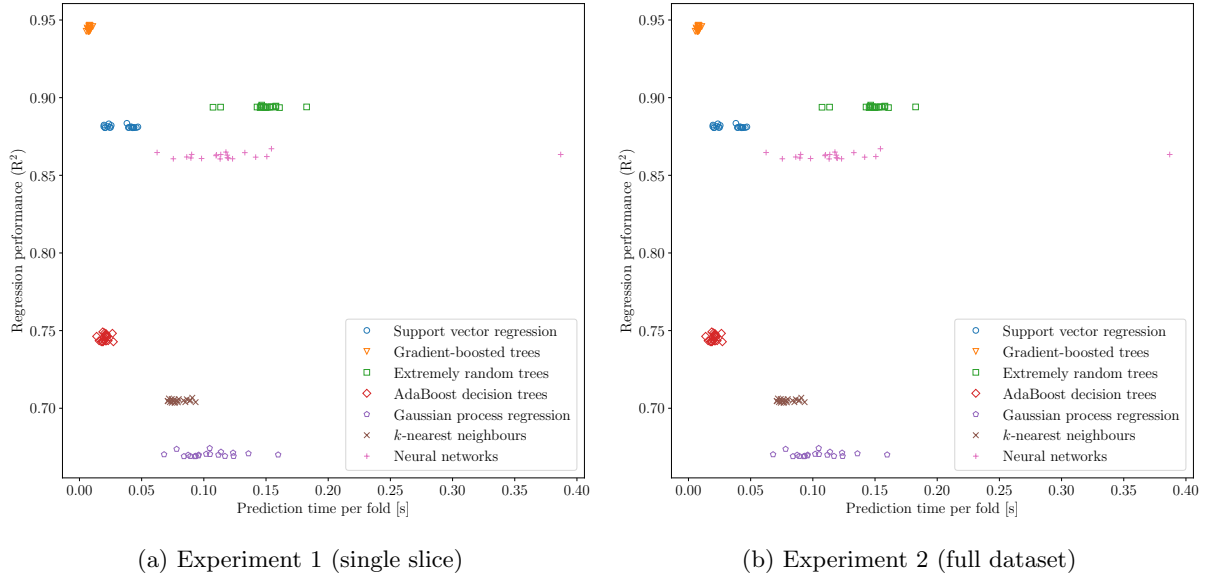 0.95
0.90
0.85
0.80
0.75
0.70
Regression performance (R²)
Support vector regression
Gradient-boosted trees
Extremely random trees
AdaBoost decision trees
Gaussian process regression
k-nearest neighbours
Neural networks
0.00 0.05 0.10 0.15 0.20 0.25 0.30 0.35 0.40
Prediction time per fold [s]
(a) Experiment 1 (single slice)
0.95
0.90
0.85
0.80
0.75
0.70
Regression performance (R²)
Support vector regression
Gradient-boosted trees
Extremely random trees
AdaBoost decision trees
Gaussian process regression
k-nearest neighbours
Neural networks
0.00 0.05 0.10 0.15 0.20 0.25 0.30 0.35 0.40
Prediction time per fold [s]
(b) Experiment 2 (full dataset)